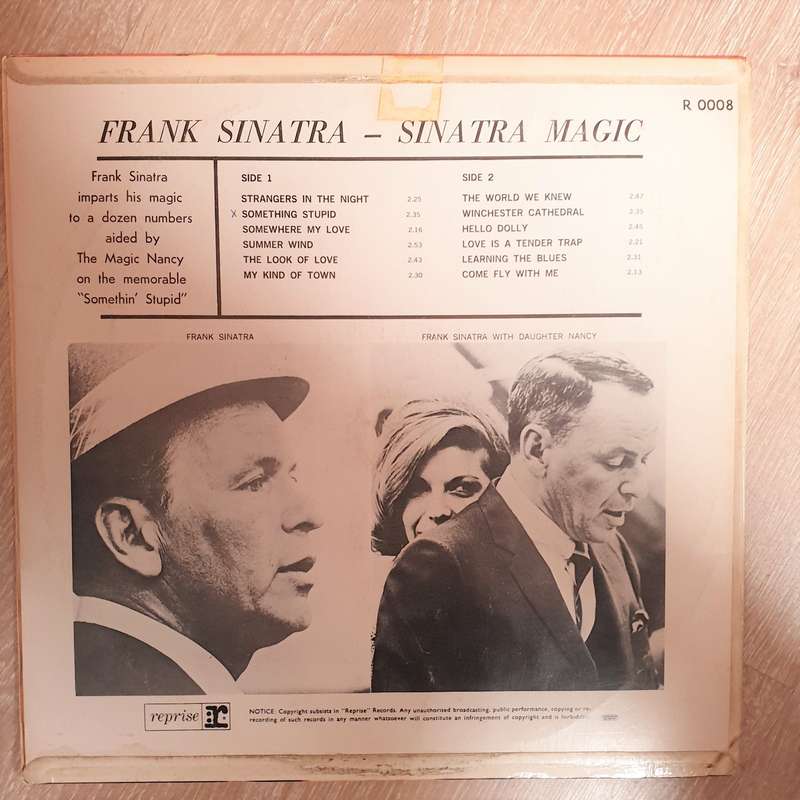 R 0008
FRANK SINATRA – SINATRA MAGIC
Frank Sinatra
imparts his magic
to a dozen numbers
aided by
The Magic Nancy
on the memorable
"Somethin' Stupid"
SIDE 1
STRANGERS IN THE NIGHT 2.25
X SOMETHING STUPID 2.35
SOMEWHERE MY LOVE 2.16
SUMMER WIND 2.53
THE LOOK OF LOVE 2.43
MY KIND OF TOWN 2.30
SIDE 2
THE WORLD WE KNEW 2.47
WINCHESTER CATHEDRAL 2.35
HELLO DOLLY 2.45
LOVE IS A TENDER TRAP 2.21
LEARNING THE BLUES 2.31
COME FLY WITH ME 2.13
FRANK SINATRA
FRANK SINATRA WITH DAUGHTER NANCY
reprise r:
NOTICE: Copyright subsists in "Reprise" Records. Any unauthorised broadcasting, public performance, copying or
recording of such records in any manner whatsoever will constitute an infringement of copyright and is forbidden.